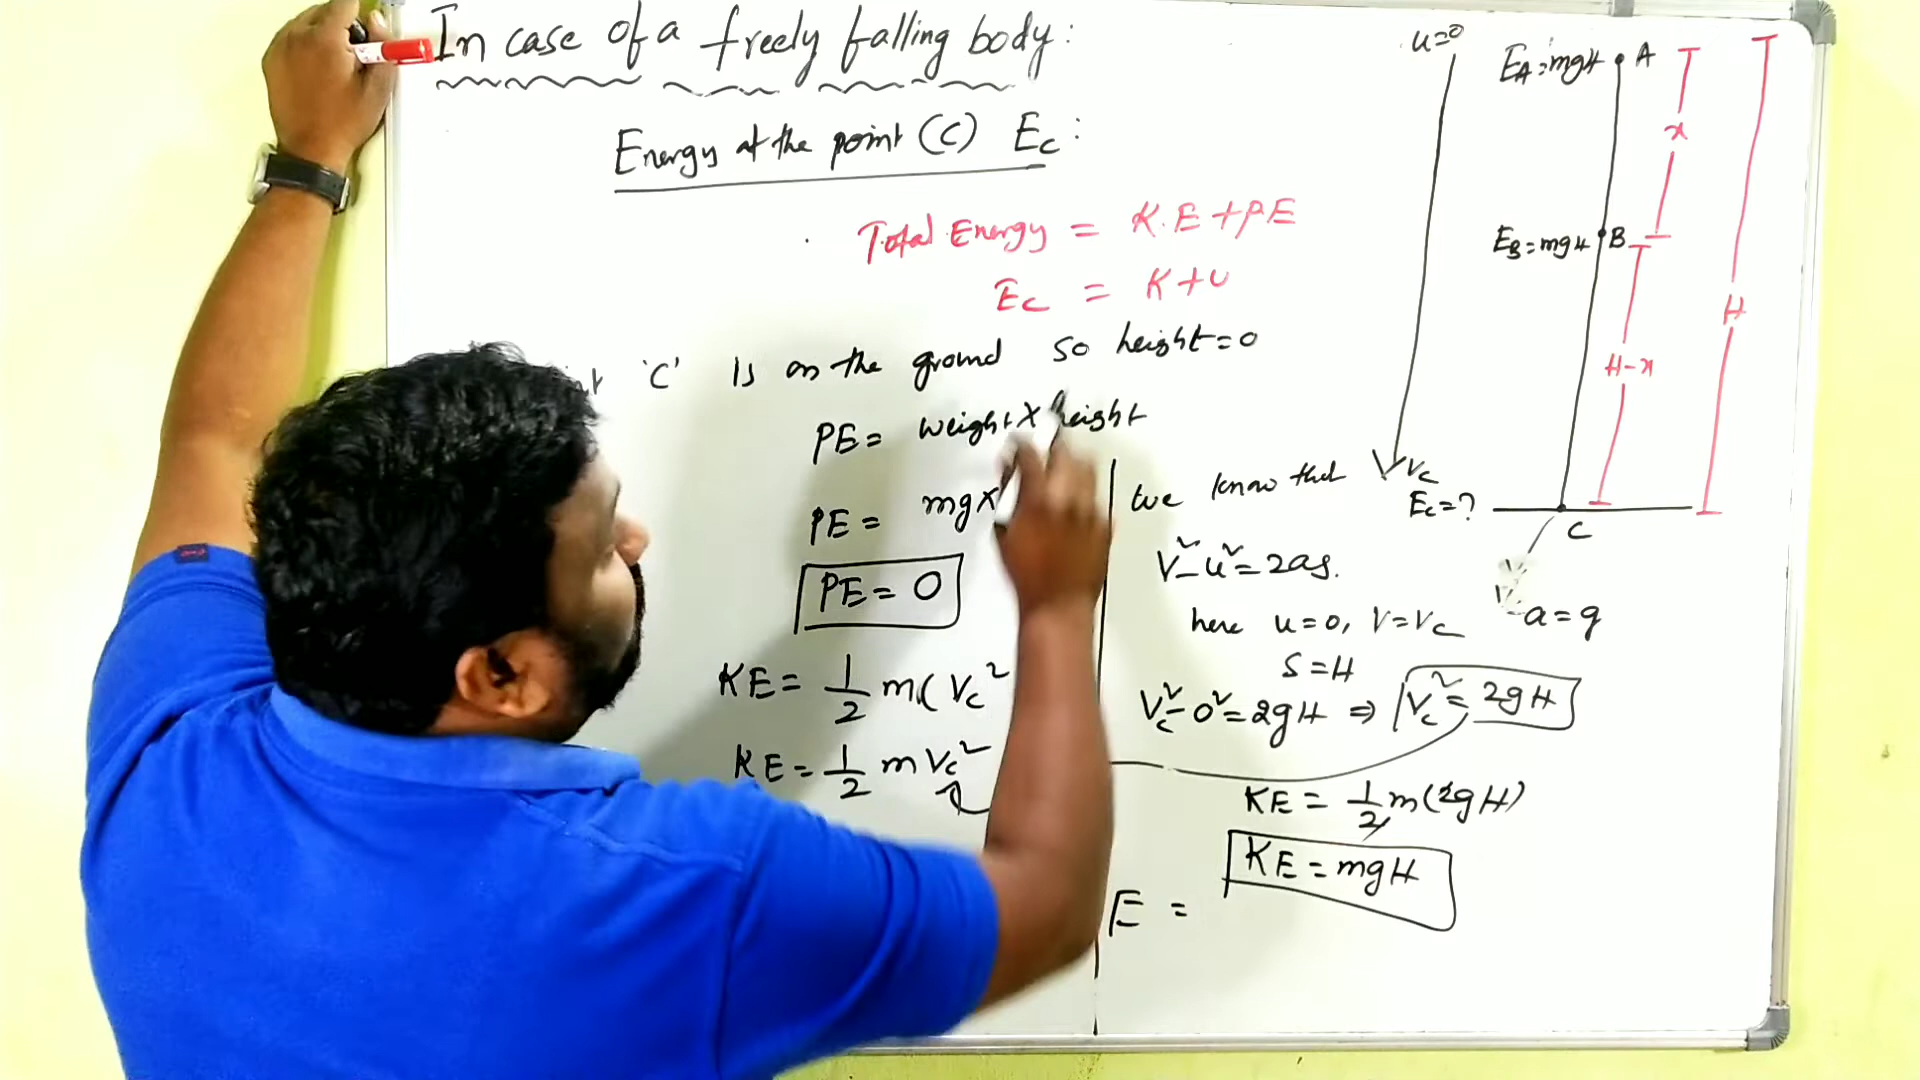 In case of a freely falling body:
Energy at the point (C) Ec:
Total Energy = K.E + PE
Ec = K+U
'C' is on the ground so height=0
PE = weight x height
PE = mg x
PE = 0
KE = 1/2 m(Vc²
KE = 1/2 m Vc²
we know that
V²-u²=2as.
here u=0, V=Vc a=g
S=H
Vc²-0²=2gH ⇒ Vc²=2gH
KE = 1/2 m(2gH)
KE = mgH
E =
u=0
Vc
EA=mgH A
x
EB=mgH B
H
H-x
Ec=?
C